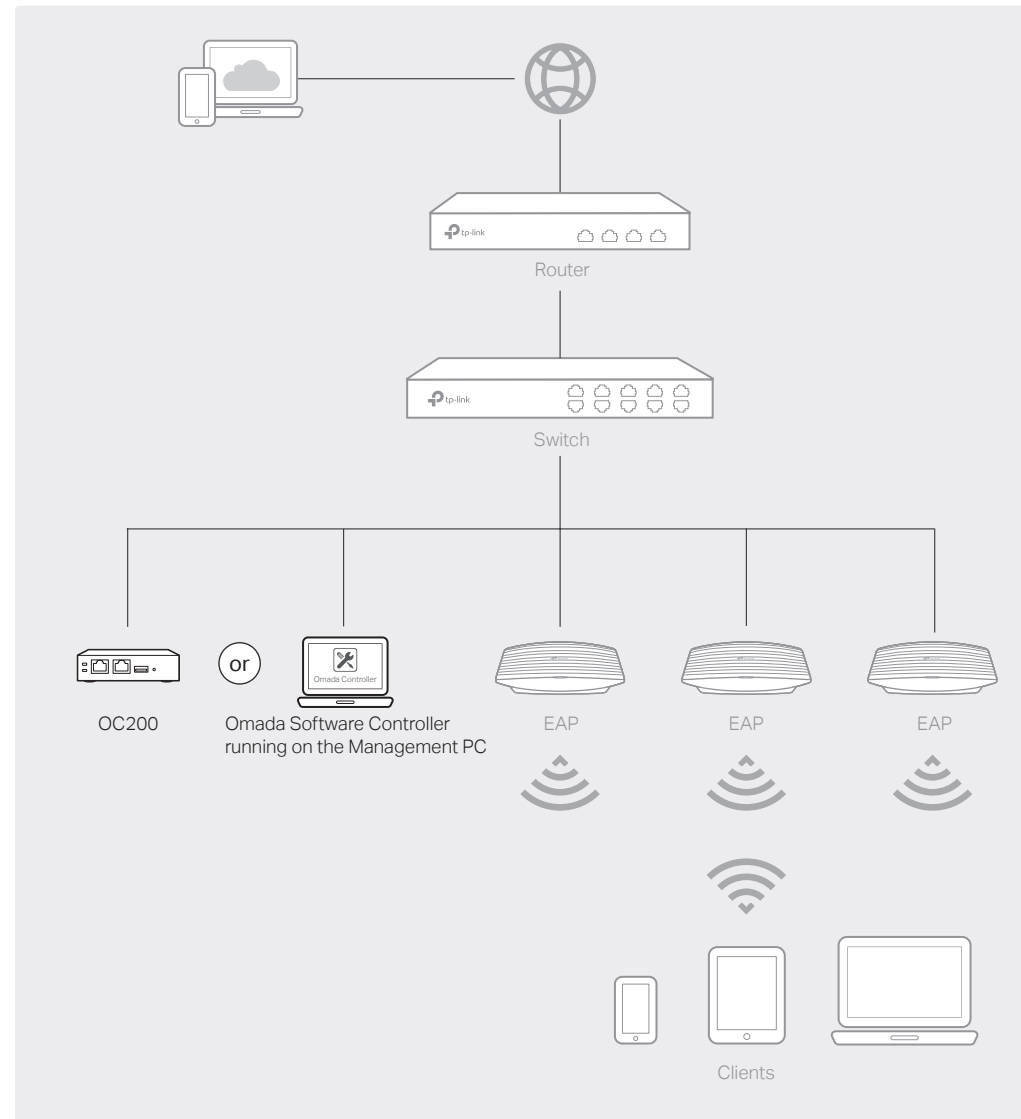 tp-link
Router
tp-link
Switch
or
Omada Controller
OC200
Omada Software Controller
running on the Management PC
EAP
EAP
EAP
Clients